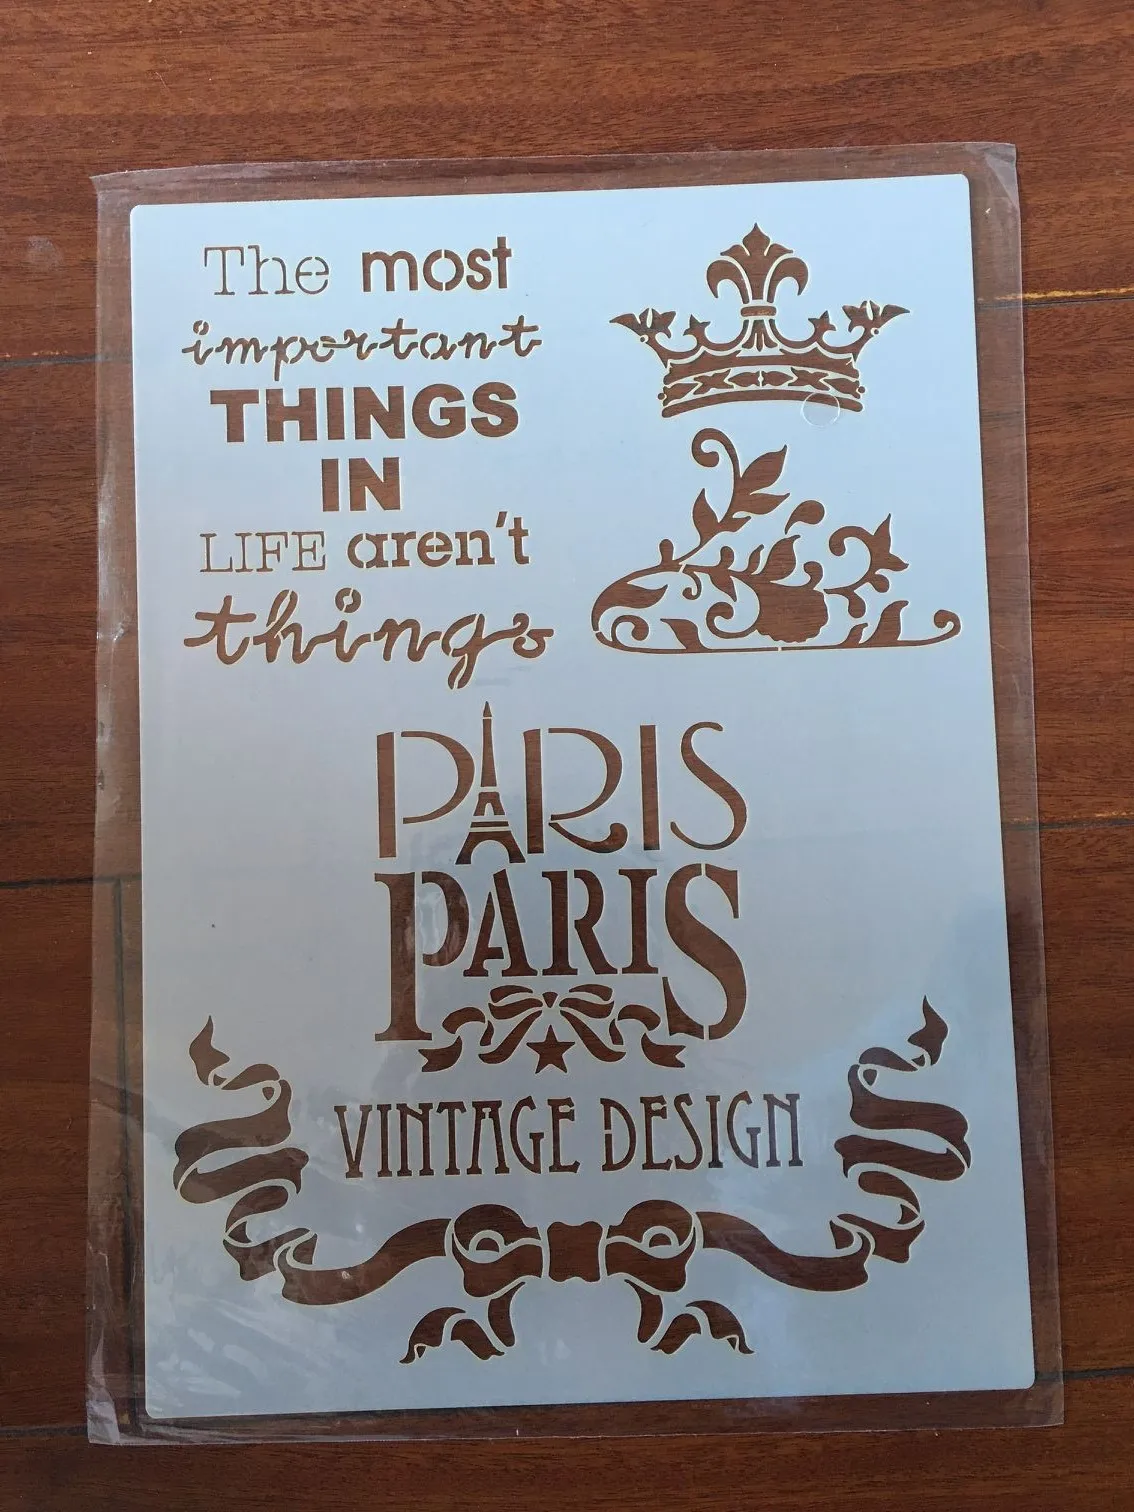 The most
important
THINGS
IN
LIFE aren't
things
PARIS
PARIS
VINTAGE DESIGN